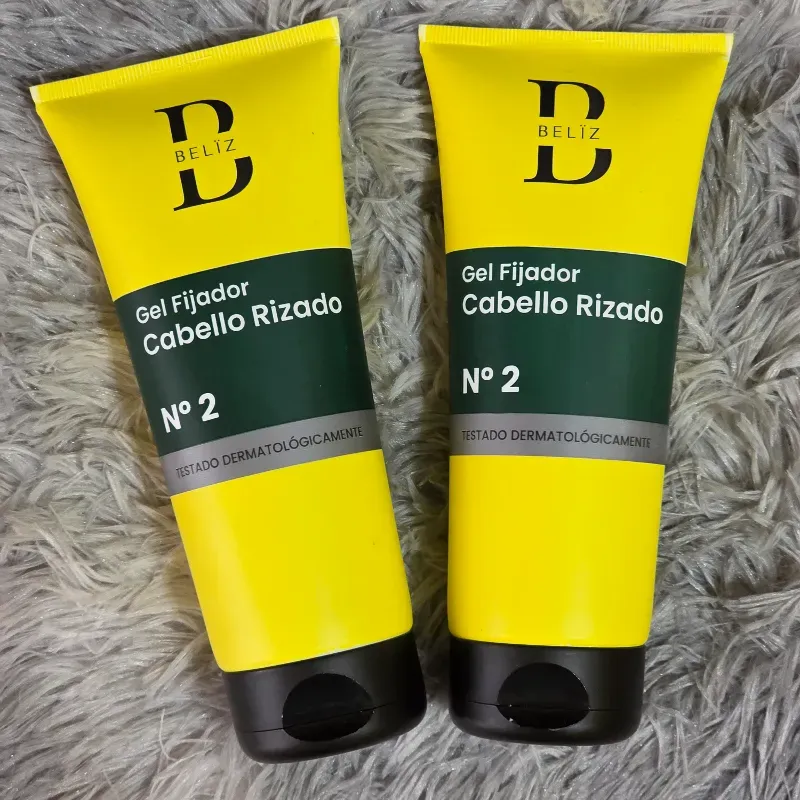 BELÏZ
Gel Fijador
Cabello Rizado
Nº 2
TESTADO DERMATOLÓGICAMENTE
BELÏZ
Gel Fijador
Cabello Rizado
Nº 2
TESTADO DERMATOLÓGICAMENTE